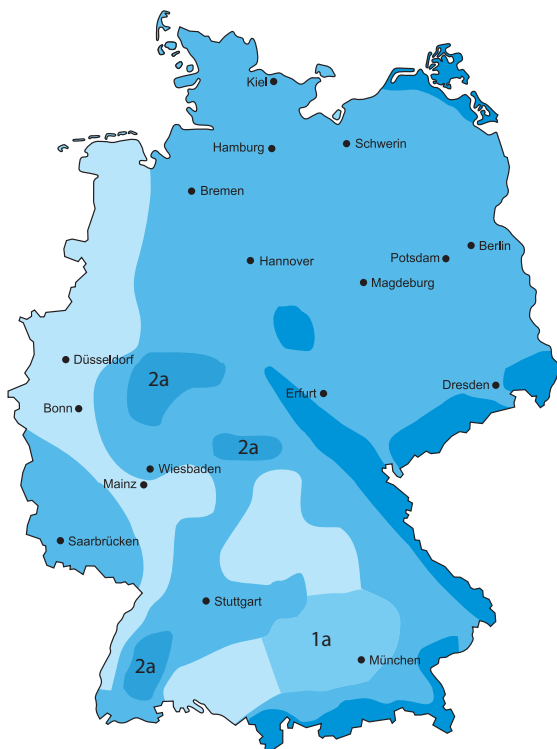 Kiel
Hamburg
Schwerin
Bremen
Berlin
Hannover
Potsdam
Magdeburg
Düsseldorf
2a
Dresden
Erfurt
Bonn
2a
Wiesbaden
Mainz
Saarbrücken
Stuttgart
1a
2a
München